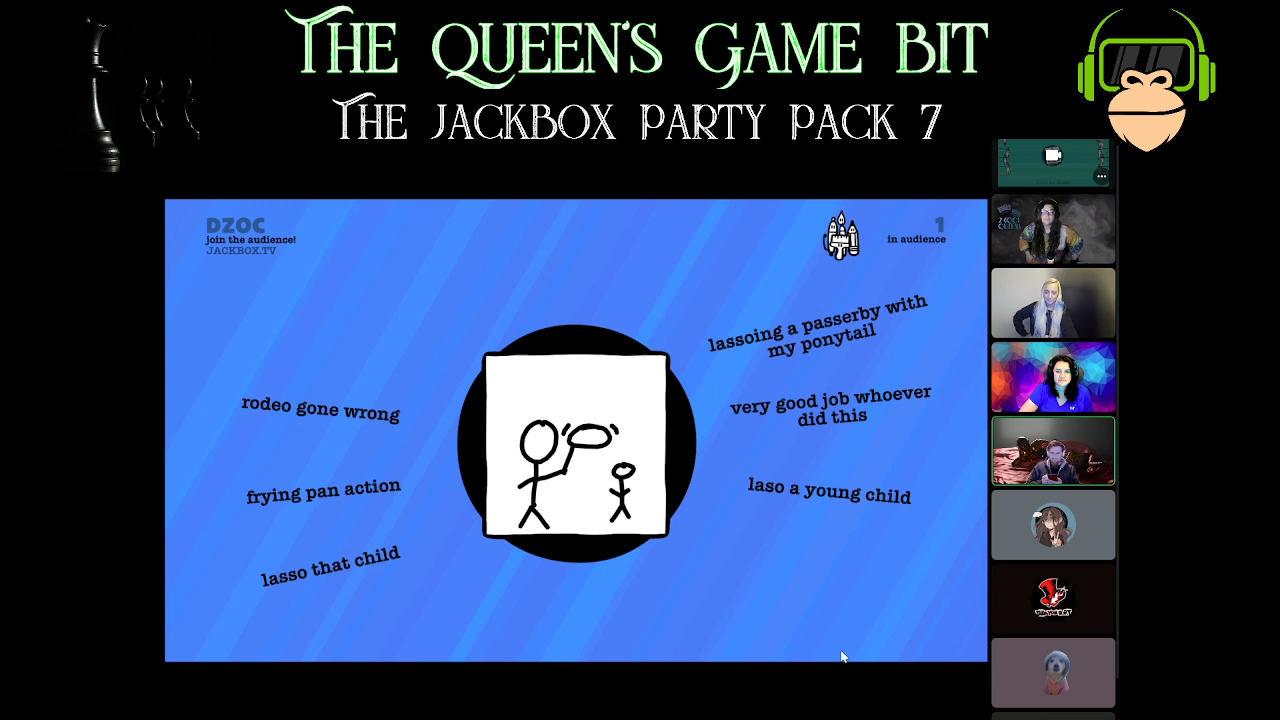 THE QUEEN'S GAME BIT
THE JACKBOX PARTY PACK 7
DZOC
join the audience!
JACKBOX.TV
1
in audience
lassoing a passerby with
my ponytail
rodeo gone wrong
very good job whoever
did this
frying pan action
laso a young child
lasso that child